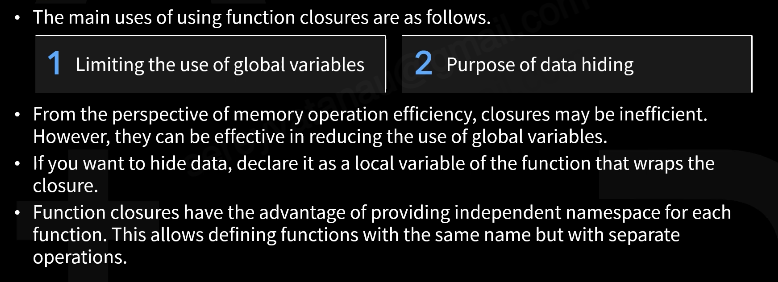 • The main uses of using function closures are as follows.
1 Limiting the use of global variables
2 Purpose of data hiding
• From the perspective of memory operation efficiency, closures may be inefficient.
However, they can be effective in reducing the use of global variables.
• If you want to hide data, declare it as a local variable of the function that wraps the
closure.
• Function closures have the advantage of providing independent namespace for each
function. This allows defining functions with the same name but with separate
operations.